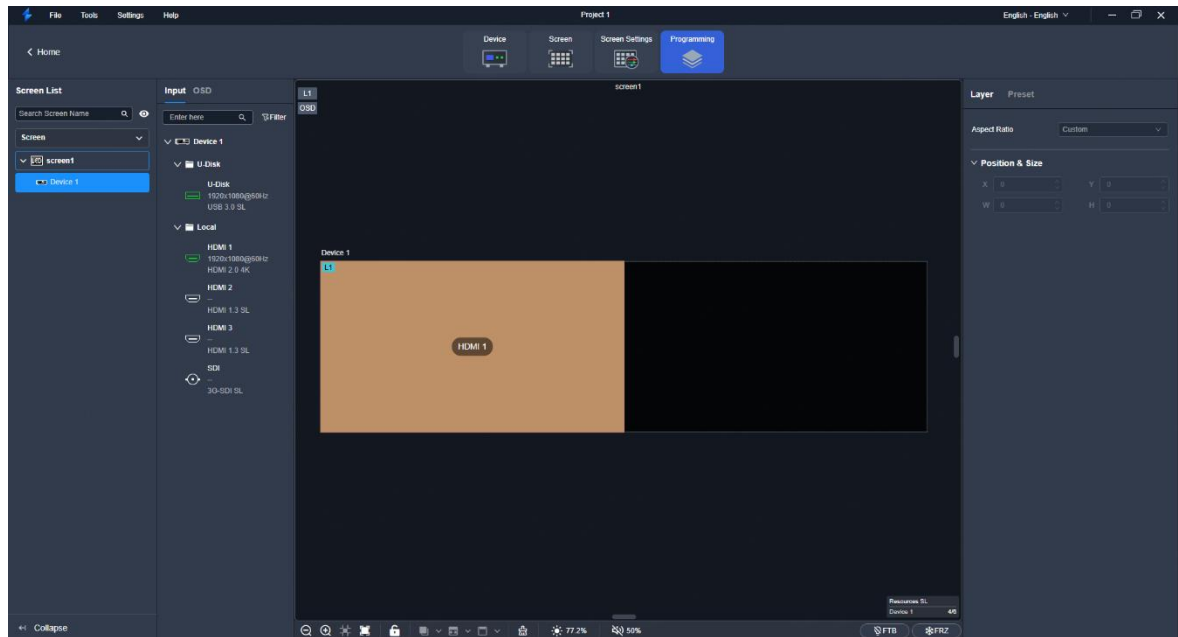 File Tools Settings Help
Project 1
English - English
Home
Device Screen Screen Settings Programming
Screen List
Search Screen Name
Screen
screen1
Device 1
Collapse
Input OSD
Enter here
Filter
Device 1
U-Disk
U-Disk
1920x1080@60Hz
USB 3.0 SL
Local
HDMI 1
1920x1080@60Hz
HDMI 2.0 4K
HDMI 2
--
HDMI 1.3 SL
HDMI 3
--
HDMI 1.3 SL
SDI
--
3G-SDI SL
L1
OSD
screen1
Device 1
L1
HDMI 1
Resources SL
Device 1 4/6
77.2% 50%
FTB FRZ
Layer Preset
Aspect Ratio Custom
Position & Size
X 0 Y 0
W 0 H 0